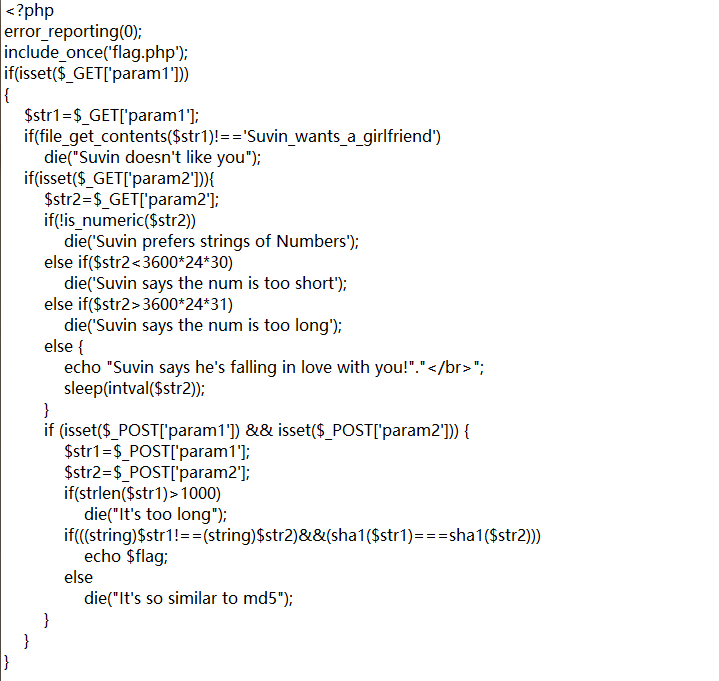 <?php
error_reporting(0);
include_once('flag.php');
if(isset($_GET['param1']))
{
    $str1=$_GET['param1'];
    if(file_get_contents($str1)!=='Suvin_wants_a_girlfriend')
        die("Suvin doesn't like you");
    if(isset($_GET['param2'])){
        $str2=$_GET['param2'];
        if(!is_numeric($str2))
            die('Suvin prefers strings of Numbers');
        else if($str2<3600*24*30)
            die('Suvin says the num is too short');
        else if($str2>3600*24*31)
            die('Suvin says the num is too long');
        else {
            echo "Suvin says he's falling in love with you!"."</br>";
            sleep(intval($str2));
        }
        if (isset($_POST['param1']) && isset($_POST['param2'])) {
            $str1=$_POST['param1'];
            $str2=$_POST['param2'];
            if(strlen($str1)>1000)
                die("It's too long");
            if(((string)$str1!==(string)$str2)&&(sha1($str1)===sha1($str2)))
                echo $flag;
            else
                die("It's so similar to md5");
        }
    }
}